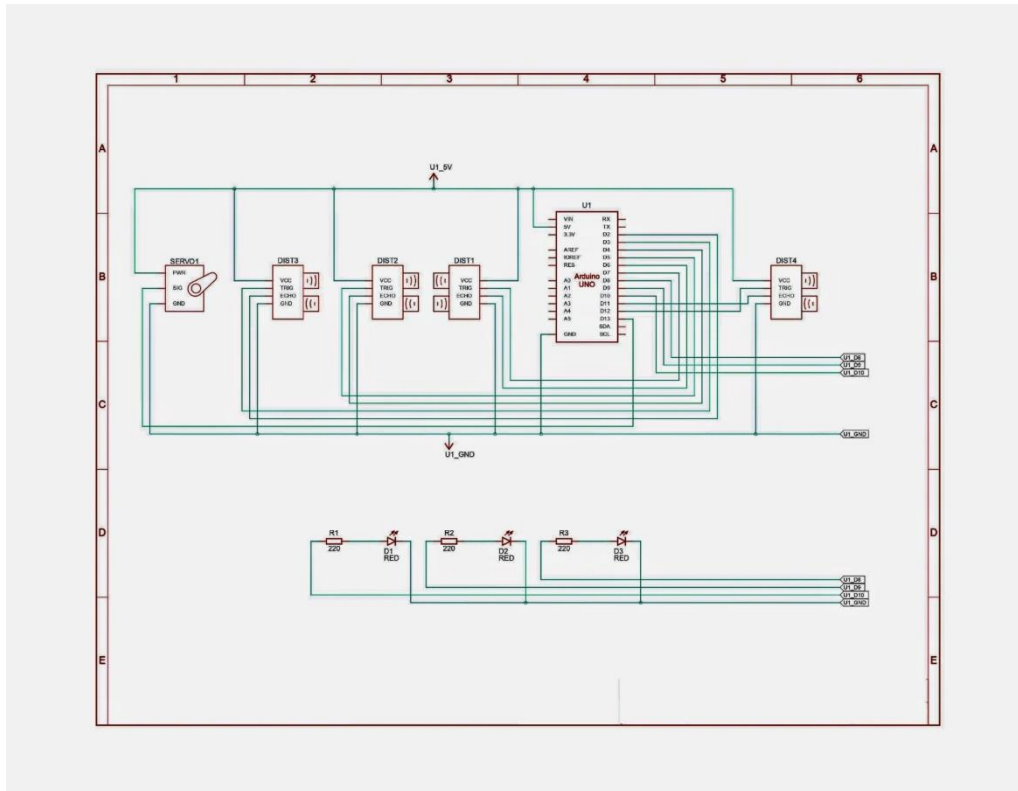 1 2 3 4 5 6
A A
U1_5V
U1
VIN RX
5V TX
3.3V D2
D3
AREF D4
IOREF D5
RES D6
D7
A0 D8
A1 D9
A2 D10
A3 D11
A4 D12
A5 D13
SDA
GND SCL
Arduino
UNO
B B
SERVO1
PWR
SIG
GND
DIST3
VCC
TRIG
ECHO
GND
DIST2
VCC
TRIG
ECHO
GND
DIST1
VCC
TRIG
ECHO
GND
DIST4
VCC
TRIG
ECHO
GND
U1_D8
U1_D9
U1_D10
C C
U1_GND
U1_GND
D D
R1
220
D1
RED
R2
220
D2
RED
R3
220
D3
RED
U1_D8
U1_D9
U1_D10
U1_GND
E E